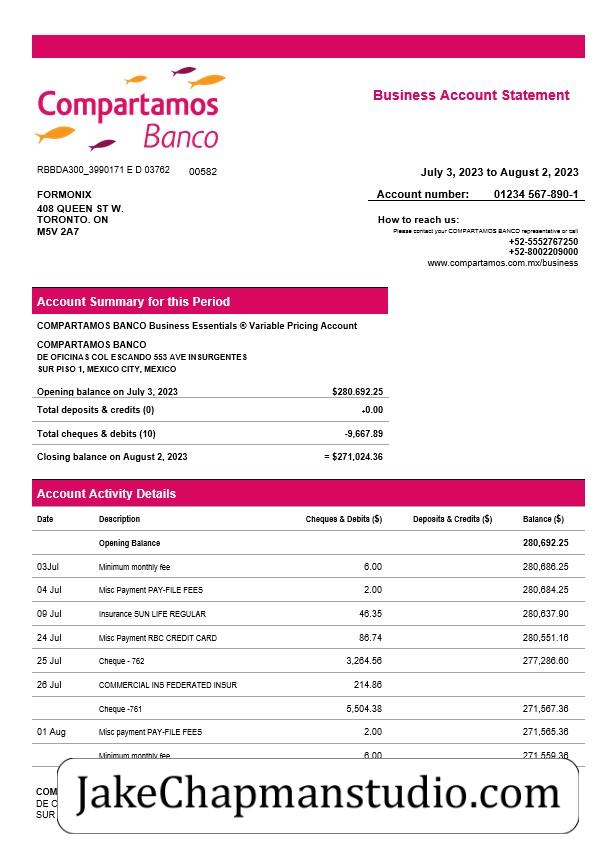 Compartamos
Banco
Business Account Statement
RBBDA300_3990171 E D 03762 00582
July 3, 2023 to August 2, 2023
FORMONIX
408 QUEEN ST W.
TORONTO. ON
M5V 2A7
Account number: 01234 567-890-1
How to reach us:
Please contact your COMPARTAMOS BANCO representative or call
+52-5552767250
+52-8002209000
www.compartamos.com.mx/business
Account Summary for this Period
COMPARTAMOS BANCO Business Essentials ® Variable Pricing Account
COMPARTAMOS BANCO
DE OFICINAS COL ESCANDO 553 AVE INSURGENTES
SUR PISO 1, MEXICO CITY, MEXICO
Opening balance on July 3, 2023 $280.692.25
Total deposits & credits (0) +0.00
Total cheques & debits (10) -9,667.89
Closing balance on August 2, 2023 = $271,024.36
Account Activity Details
Date Description Cheques & Debits ($) Deposits & Credits ($) Balance ($)
Opening Balance 280,692.25
03Jul Minimum monthly fee 6.00 280,686.25
04 Jul Misc Payment PAY-FILE FEES 2.00 280,684.25
09 Jul Insurance SUN LIFE REGULAR 46.35 280,637.90
24 Jul Misc Payment RBC CREDIT CARD 86.74 280,551.16
25 Jul Cheque - 762 3,264.56 277,286.60
26 Jul COMMERCIAL INS FEDERATED INSUR 214.86
Cheque -761 5,504.38 271,567.36
01 Aug Misc payment PAY-FILE FEES 2.00 271,565.36
Minimum monthly fee 6.00 271,559.36
COM
DE C
SUR
JakeChapmanstudio.com